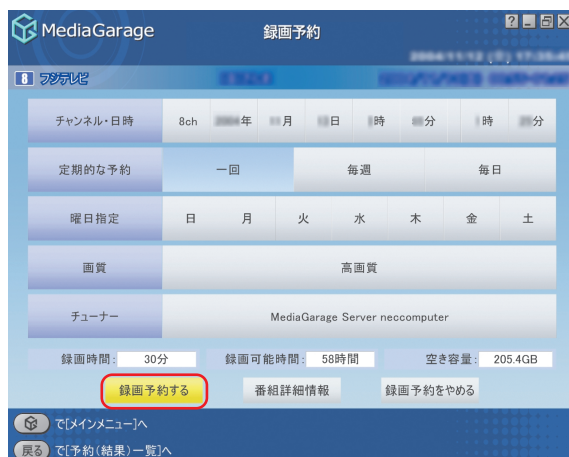 MediaGarage 録画予約
8 フジテレビ
チャンネル・日時 8ch 年 月 日 時 分 時 分
定期的な予約 一回 毎週 毎日
曜日指定 日 月 火 水 木 金 土
画質 高画質
チューナー MediaGarage Server neccomputer
録画時間: 30分 録画可能時間: 58時間 空き容量: 205.4GB
録画予約する 番組詳細情報 録画予約をやめる
で[メインメニュー]へ
戻る で[予約(結果)一覧]へ